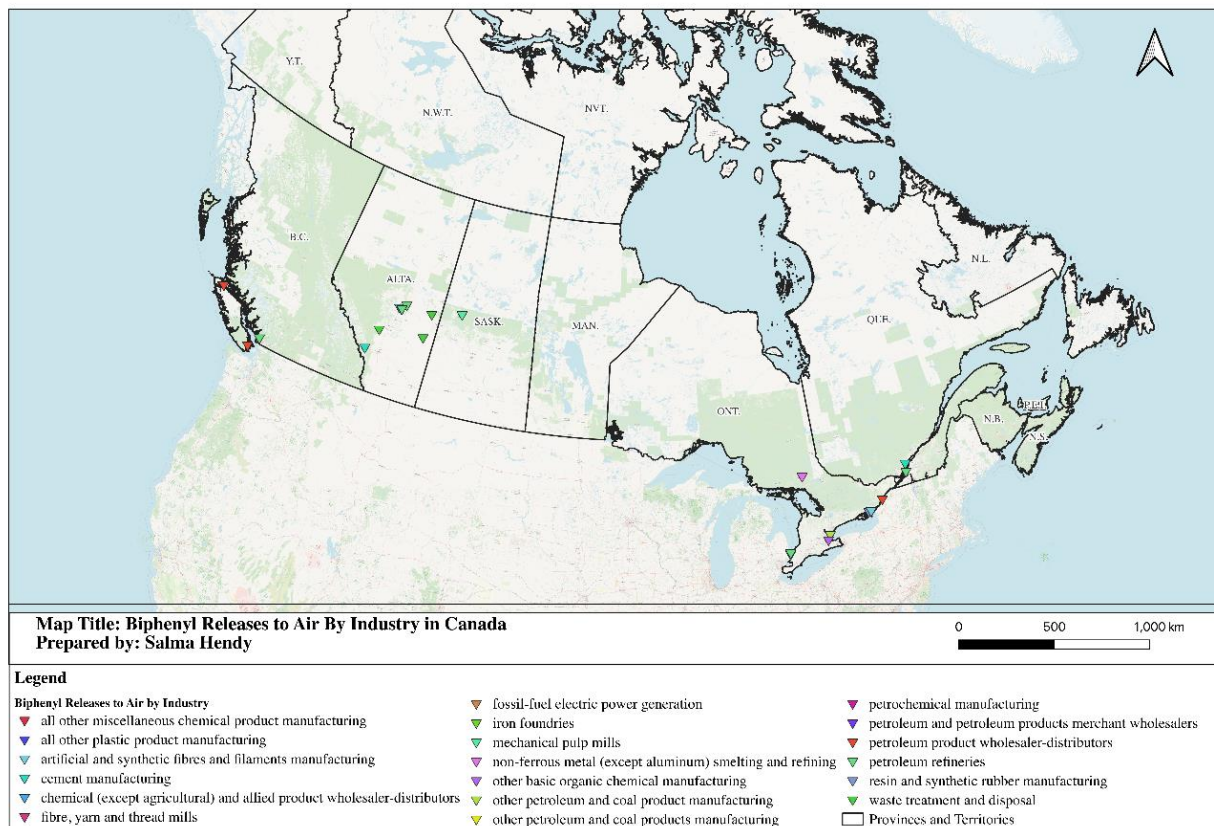 Y.T.
N.W.T.
NVT.
B.C.
ALTA.
SASK.
MAN.
ONT.
QUE.
N.L.
P.E.I.
N.B.
N.S.
Map Title: Biphenyl Releases to Air By Industry in Canada
Prepared by: Salma Hendy
0 500 1,000 km
Legend
Biphenyl Releases to Air by Industry
all other miscellaneous chemical product manufacturing
all other plastic product manufacturing
artificial and synthetic fibres and filaments manufacturing
cement manufacturing
chemical (except agricultural) and allied product wholesaler-distributors
fibre, yarn and thread mills
fossil-fuel electric power generation
iron foundries
mechanical pulp mills
non-ferrous metal (except aluminum) smelting and refining
other basic organic chemical manufacturing
other petroleum and coal product manufacturing
other petroleum and coal products manufacturing
petrochemical manufacturing
petroleum and petroleum products merchant wholesalers
petroleum product wholesaler-distributors
petroleum refineries
resin and synthetic rubber manufacturing
waste treatment and disposal
Provinces and Territories